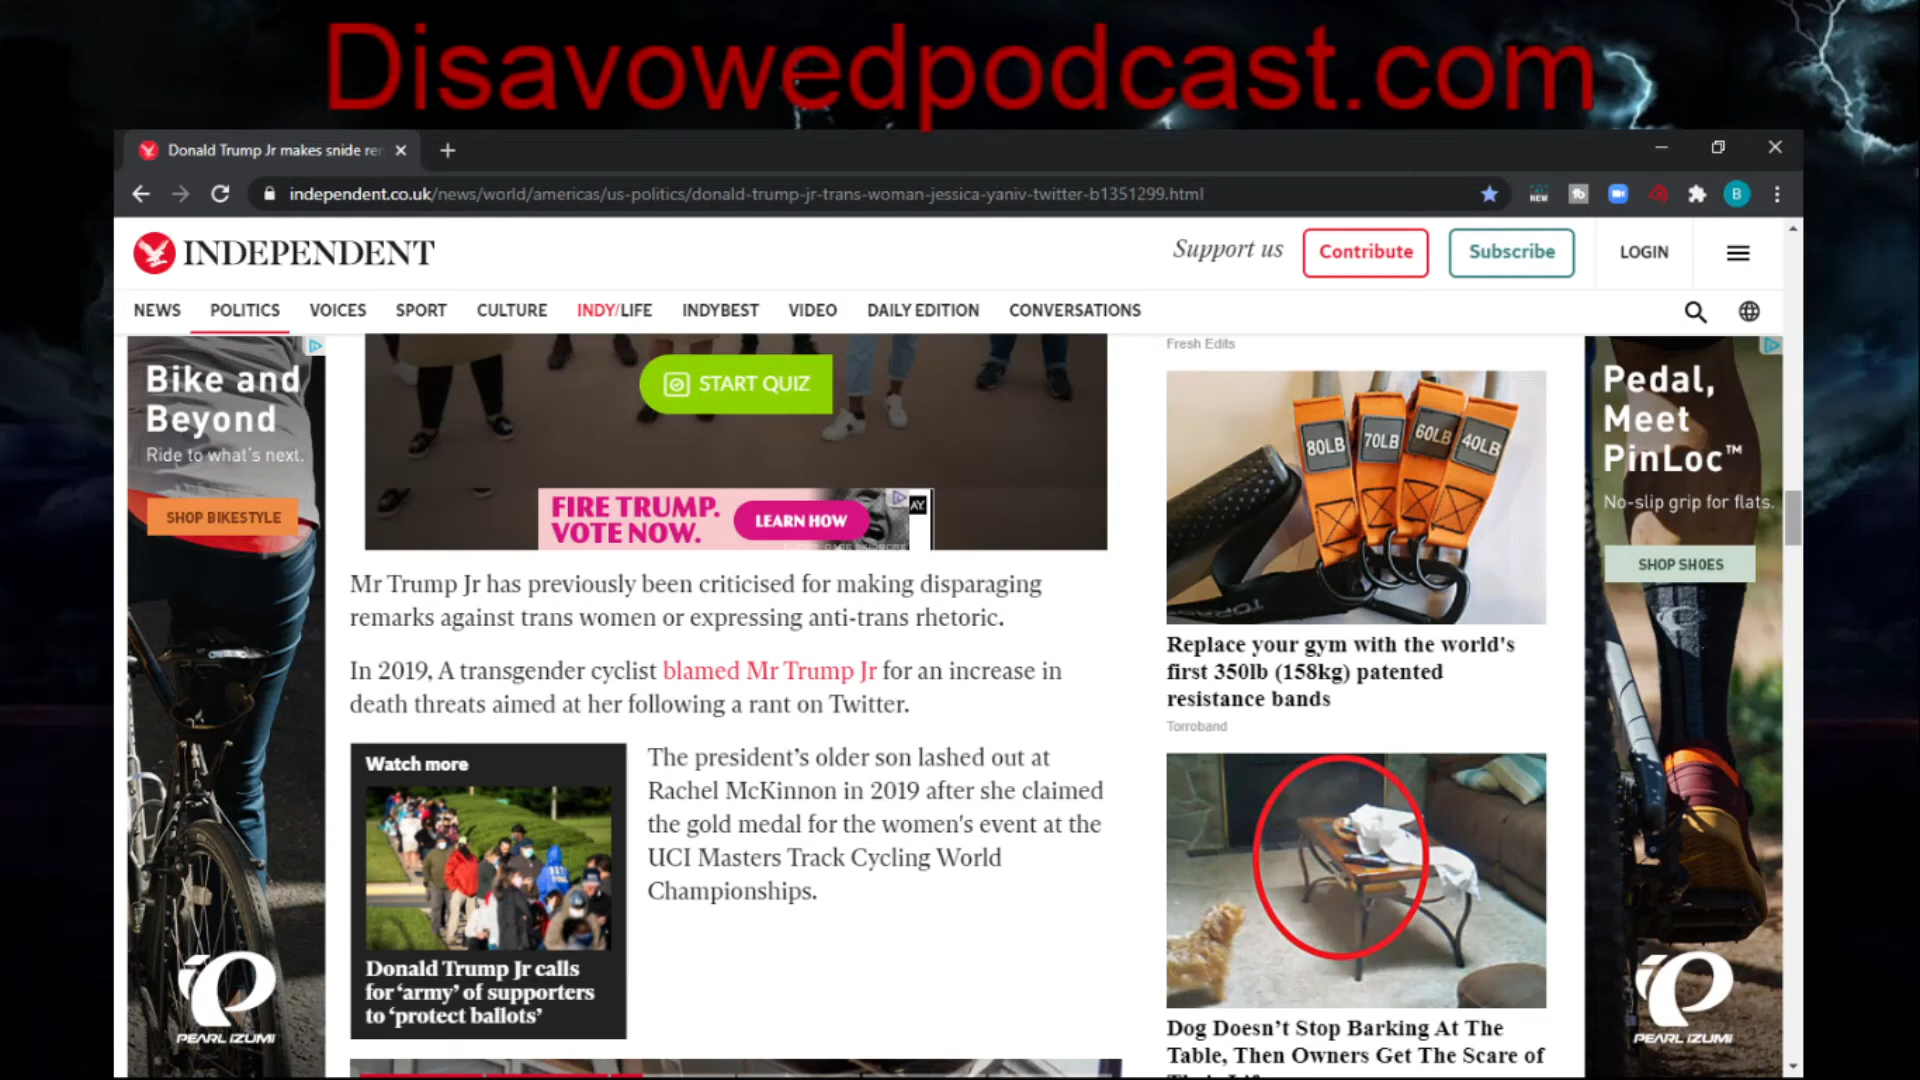 Disavowedpodcast.com
Donald Trump Jr makes snide rer
independent.co.uk/news/world/americas/us-politics/donald-trump-jr-trans-woman-jessica-yaniv-twitter-b1351299.html
NEW
B
INDEPENDENT
Support us
Contribute
Subscribe
LOGIN
NEWS POLITICS VOICES SPORT CULTURE INDY/LIFE INDYBEST VIDEO DAILY EDITION CONVERSATIONS
Bike and
Beyond
Ride to what's next.
SHOP BIKESTYLE
PEARL iZUMi
START QUIZ
FIRE TRUMP.
VOTE NOW.
LEARN HOW
AY.
Mr Trump Jr has previously been criticised for making disparaging
remarks against trans women or expressing anti-trans rhetoric.
In 2019, A transgender cyclist blamed Mr Trump Jr for an increase in
death threats aimed at her following a rant on Twitter.
Watch more
Donald Trump Jr calls
for ‘army’ of supporters
to ‘protect ballots’
The president’s older son lashed out at
Rachel McKinnon in 2019 after she claimed
the gold medal for the women's event at the
UCI Masters Track Cycling World
Championships.
Fresh Edits
80LB
70LB
60LB
40LB
Replace your gym with the world's
first 350lb (158kg) patented
resistance bands
Torroband
Dog Doesn’t Stop Barking At The
Table, Then Owners Get The Scare of
Pedal,
Meet
PinLoc™
No-slip grip for flats.
SHOP SHOES
PEARL iZUMi